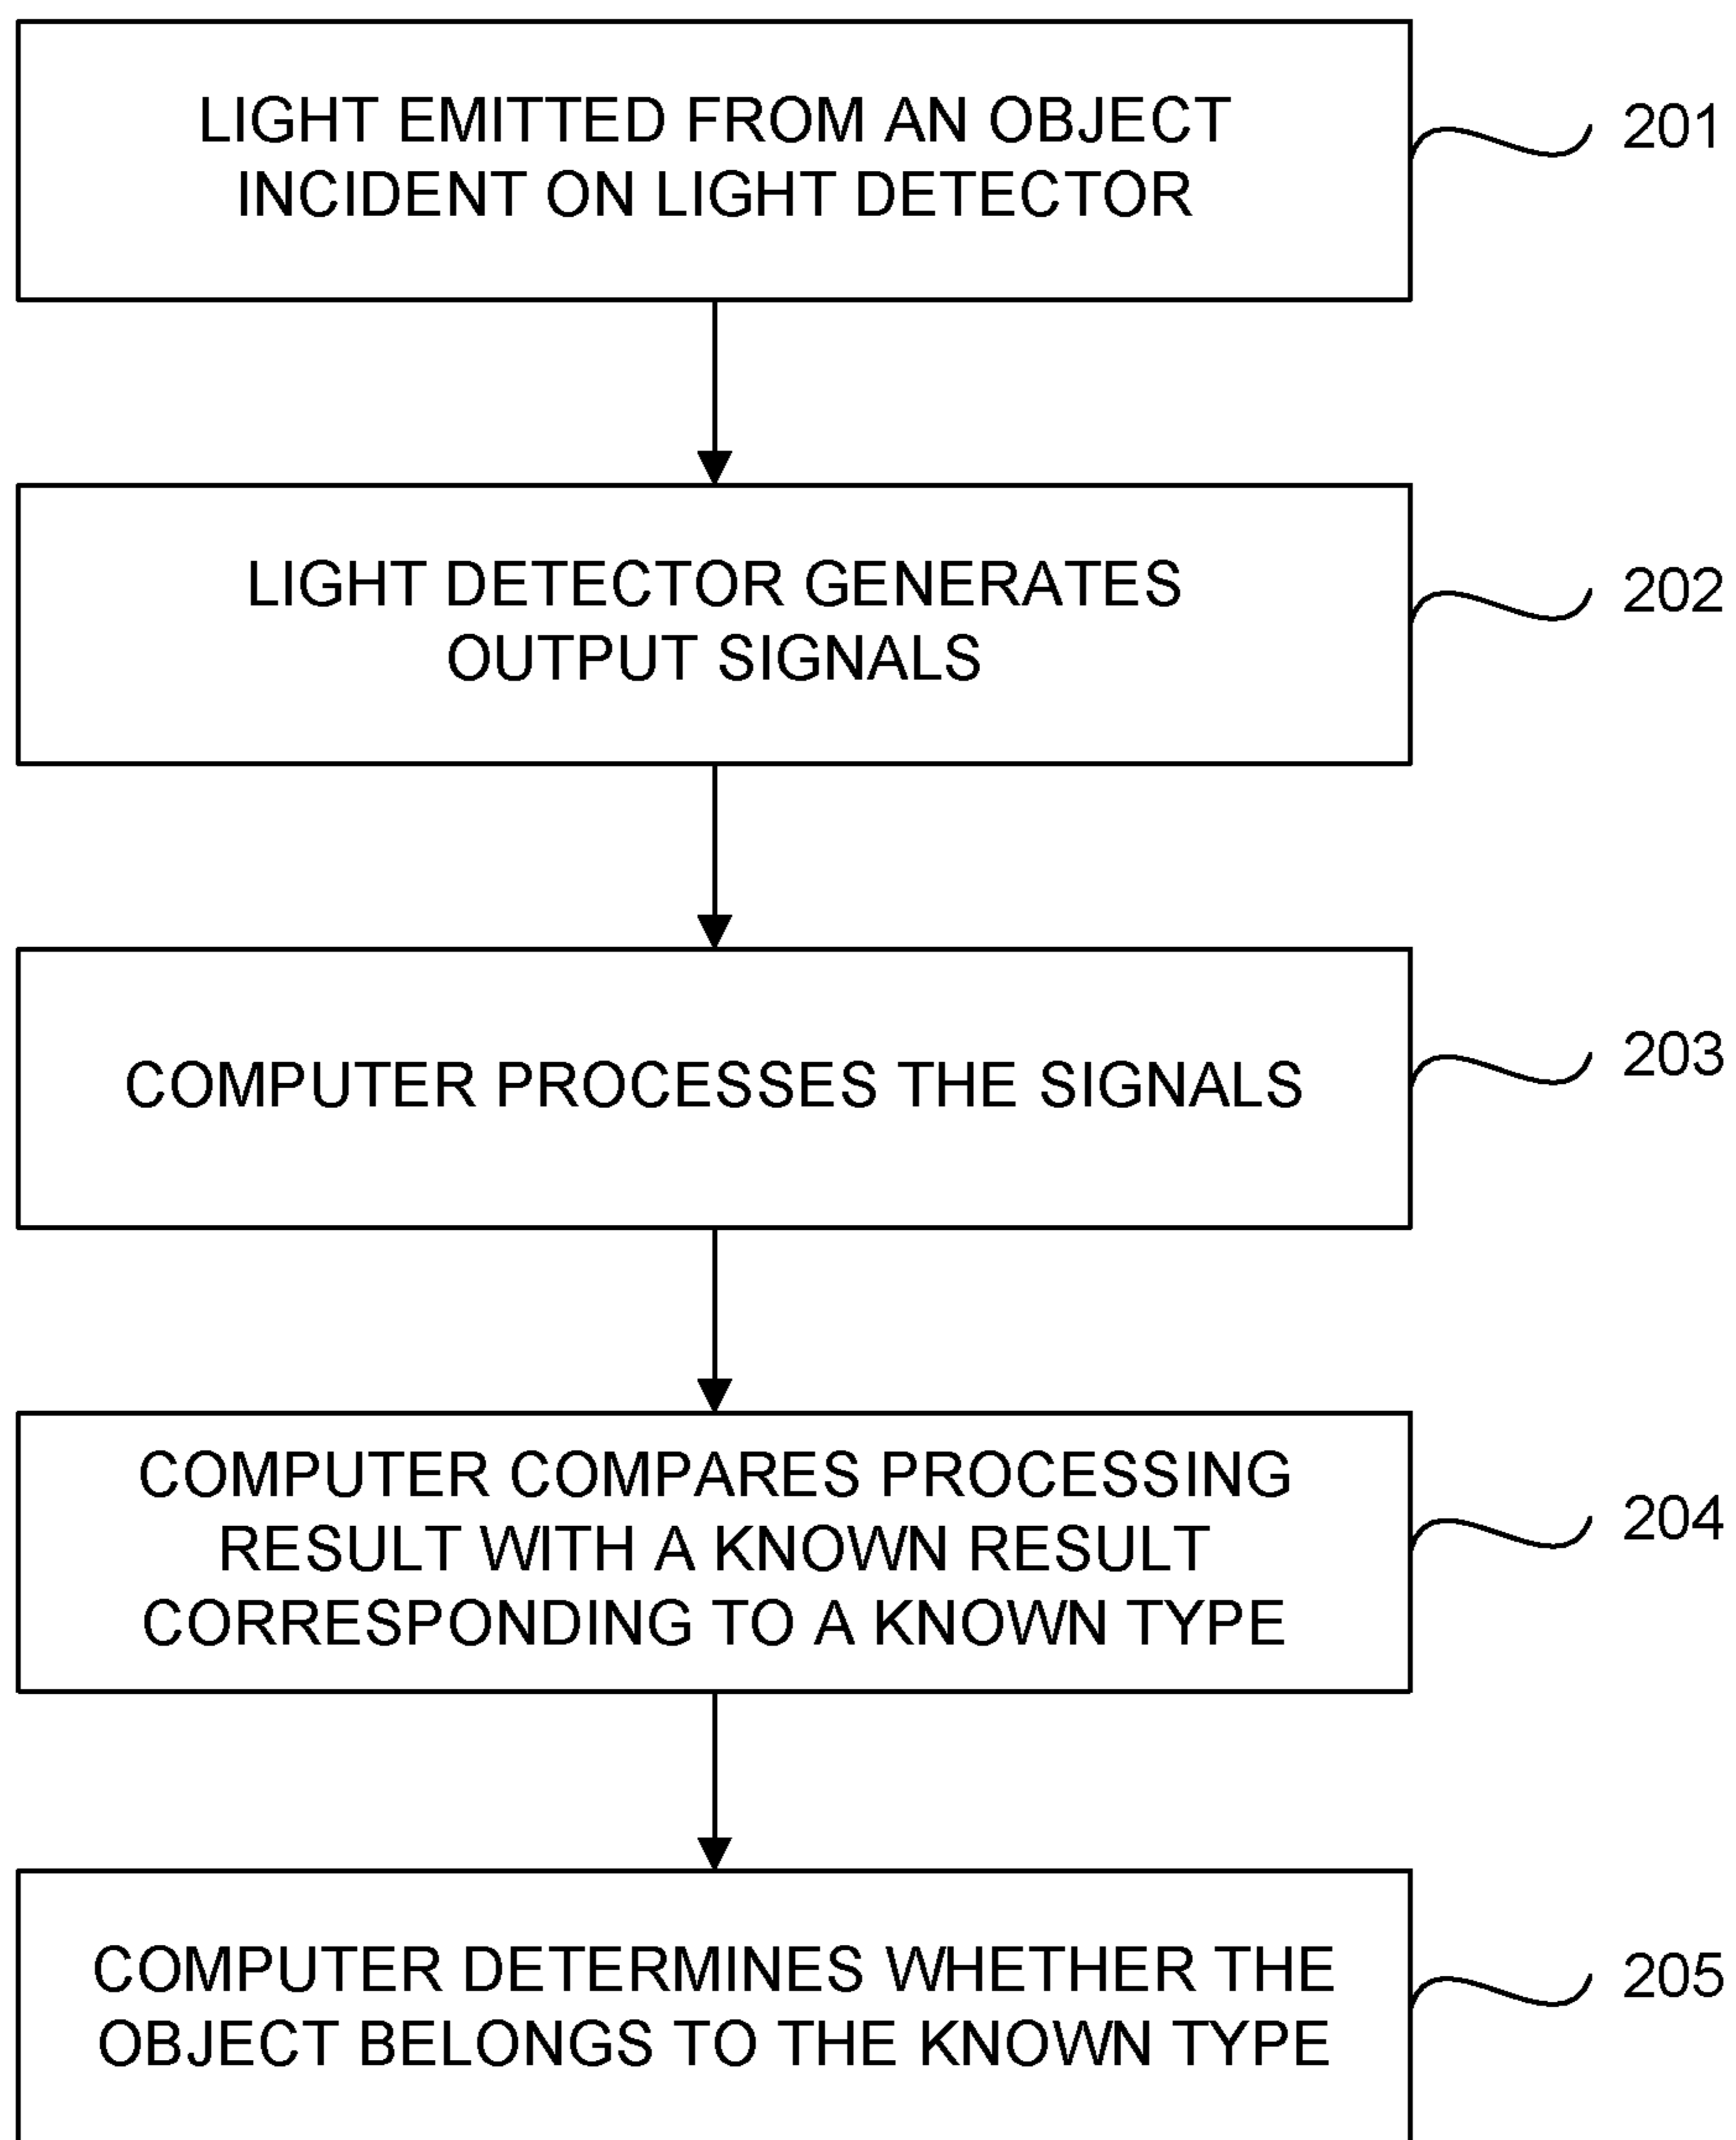 LIGHT EMITTED FROM AN OBJECT
INCIDENT ON LIGHT DETECTOR
201
LIGHT DETECTOR GENERATES
OUTPUT SIGNALS
202
COMPUTER PROCESSES THE SIGNALS
203
COMPUTER COMPARES PROCESSING
RESULT WITH A KNOWN RESULT
CORRESPONDING TO A KNOWN TYPE
204
COMPUTER DETERMINES WHETHER THE
OBJECT BELONGS TO THE KNOWN TYPE
205